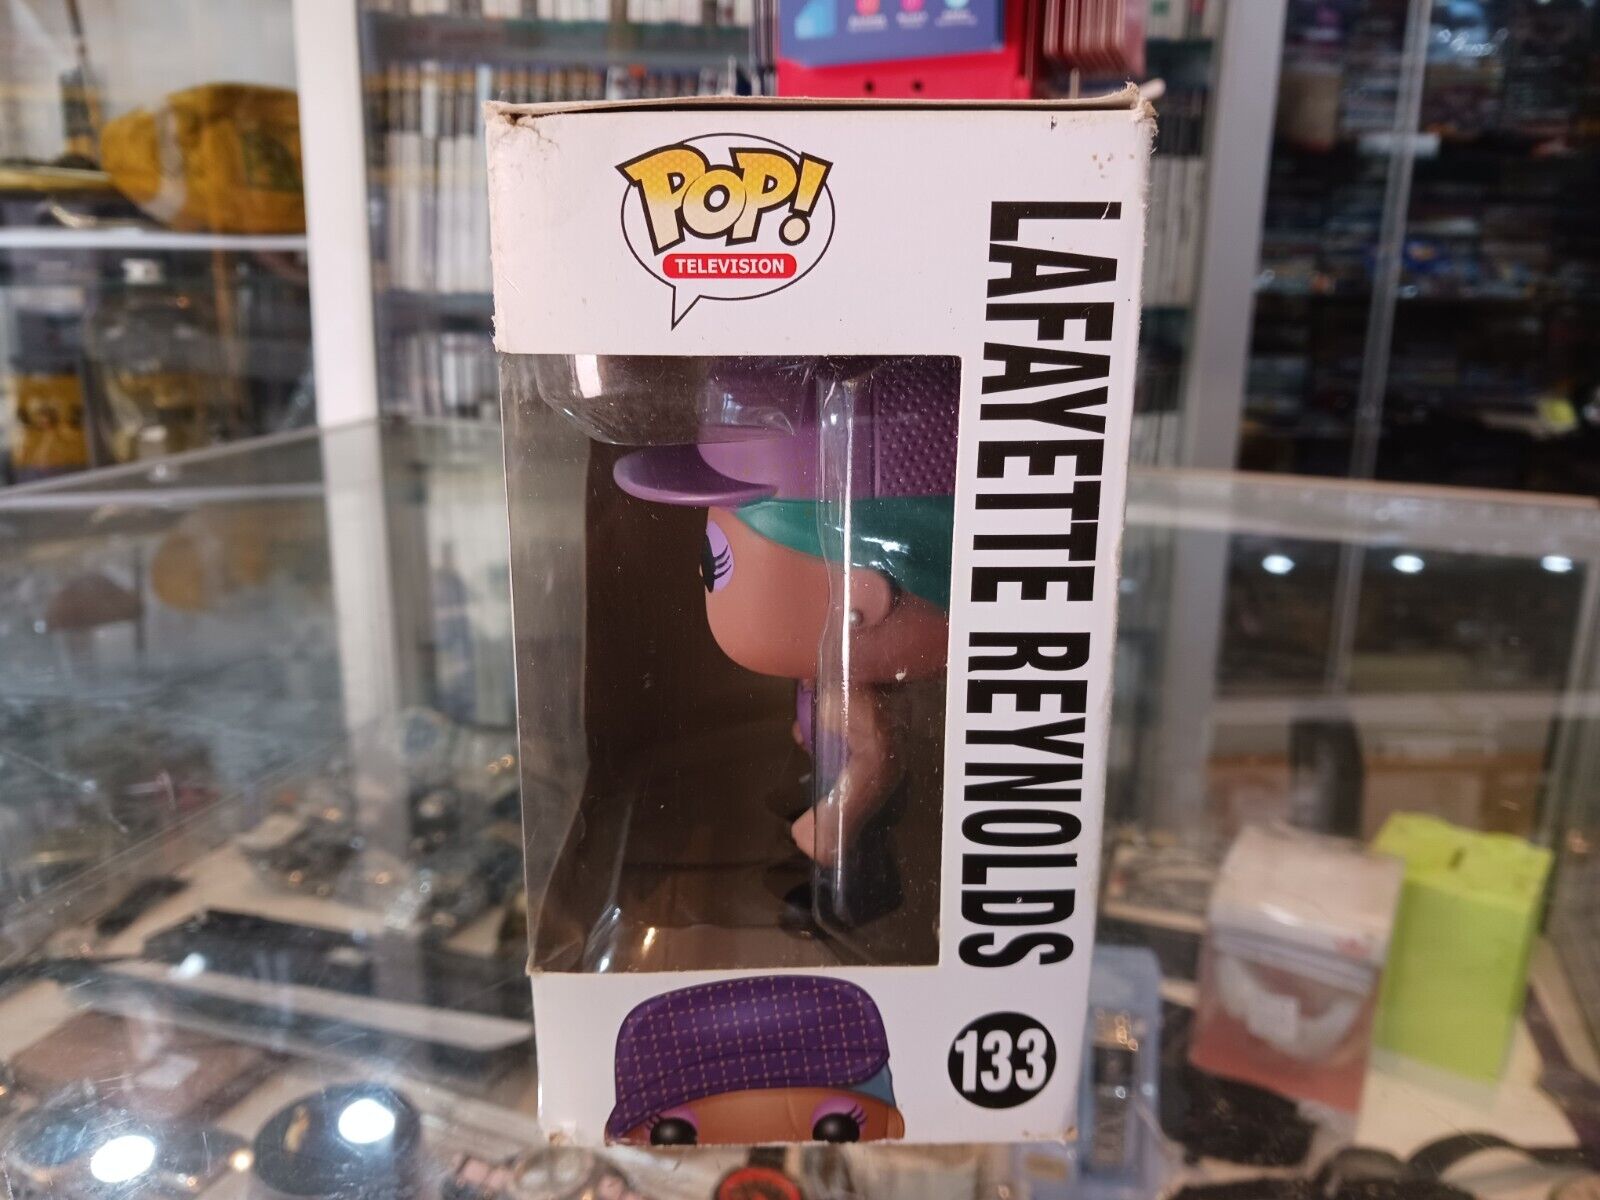 POP!
TELEVISION
LAFAYETTE REYNOLDS
133